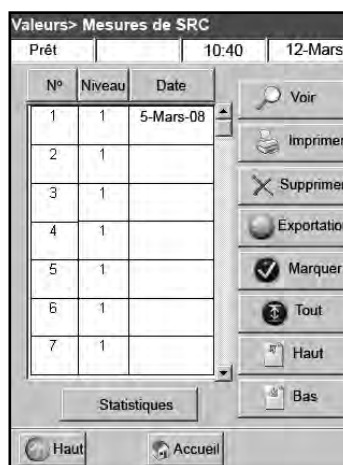 Valeurs> Mesures de SRC
Prêt 10:40 12-Mars
Nº Niveau Date
1 1 5-Mars-08
2 1
3 1
4 1
5 1
6 1
7 1
Voir
Imprimer
Supprimer
Exportatio
Marquer
Tout
Haut
Bas
Statistiques
Haut Accueil